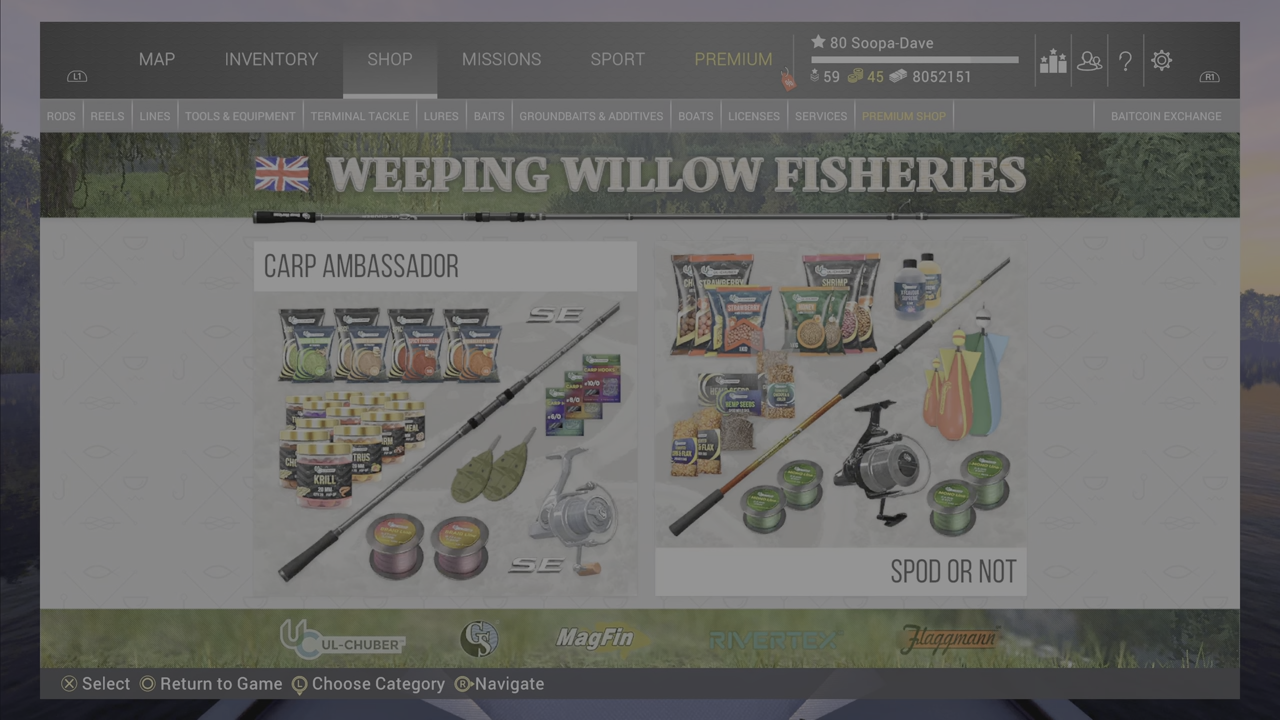 MAP INVENTORY SHOP MISSIONS SPORT PREMIUM
80 Soopa-Dave
59 45 8052151
L1
R1
RODS REELS LINES TOOLS & EQUIPMENT TERMINAL TACKLE LURES BAITS GROUNDBAITS & ADDITIVES BOATS LICENSES SERVICES PREMIUM SHOP BAITCOIN EXCHANGE
WEEPING WILLOW FISHERIES
CARP AMBASSADOR
SE
STRAWBERRY
SHRIMP
HEMP SEEDS
KRILL
SE
SPOD OR NOT
UL-CHUBER
MagFin
RIVERTEX
Flaggmann
Select Return to Game L Choose Category R Navigate